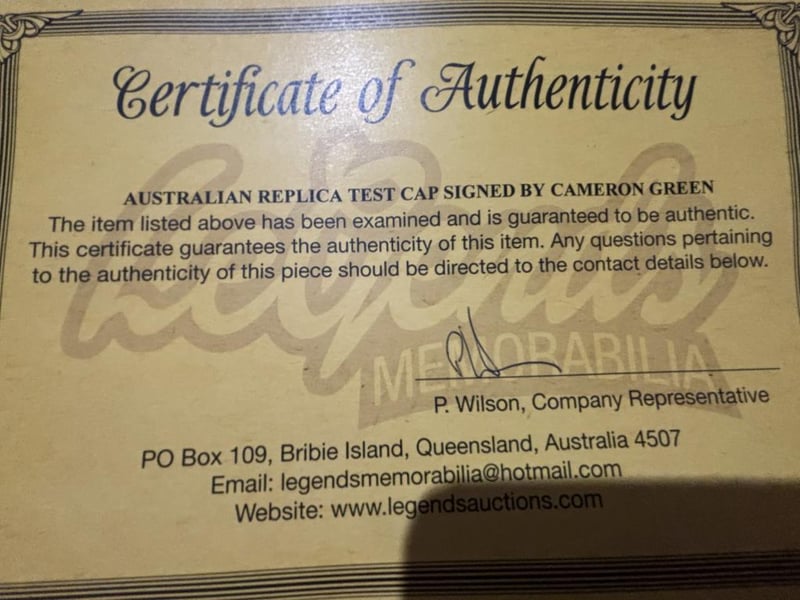 Certificate of Authenticity
AUSTRALIAN REPLICA TEST CAP SIGNED BY CAMERON GREEN
The item listed above has been examined and is guaranteed to be authentic.
This certificate guarantees the authenticity of this item. Any questions pertaining
to the authenticity of this piece should be directed to the contact details below.
Legends
MEMORABILIA
P. Wilson, Company Representative
PO Box 109, Bribie Island, Queensland, Australia 4507
Email: legendsmemorabilia@hotmail.com
Website: www.legendsauctions.com